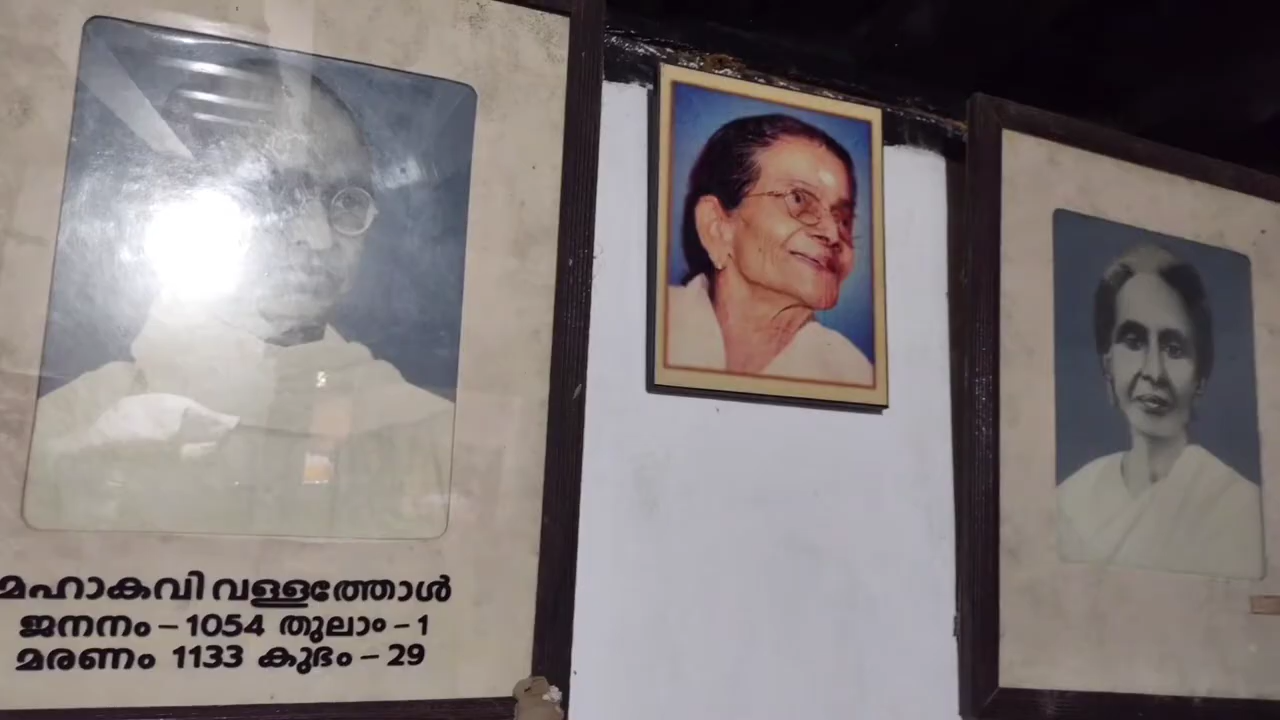 മഹാകവി വള്ളത്തോൾ
ജനനം – 1054 തുലാം – 1
മരണം 1133 കുഭം – 29